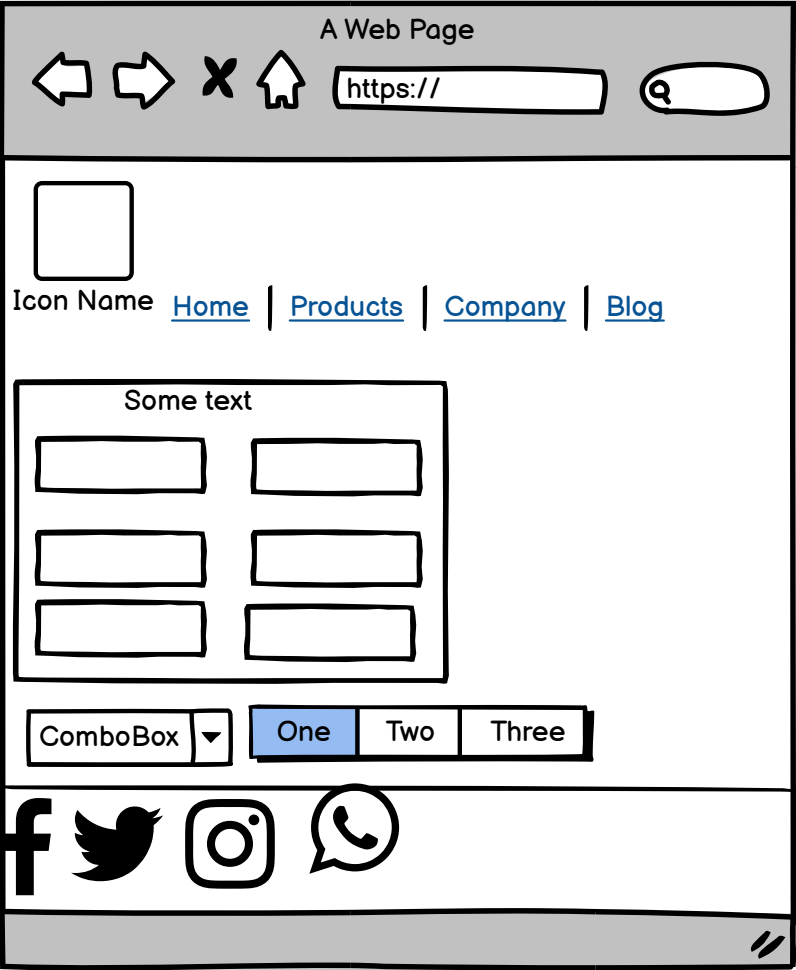 A Web Page
https://
Icon Name
Home Products Company Blog
Some text
ComboBox
One Two Three